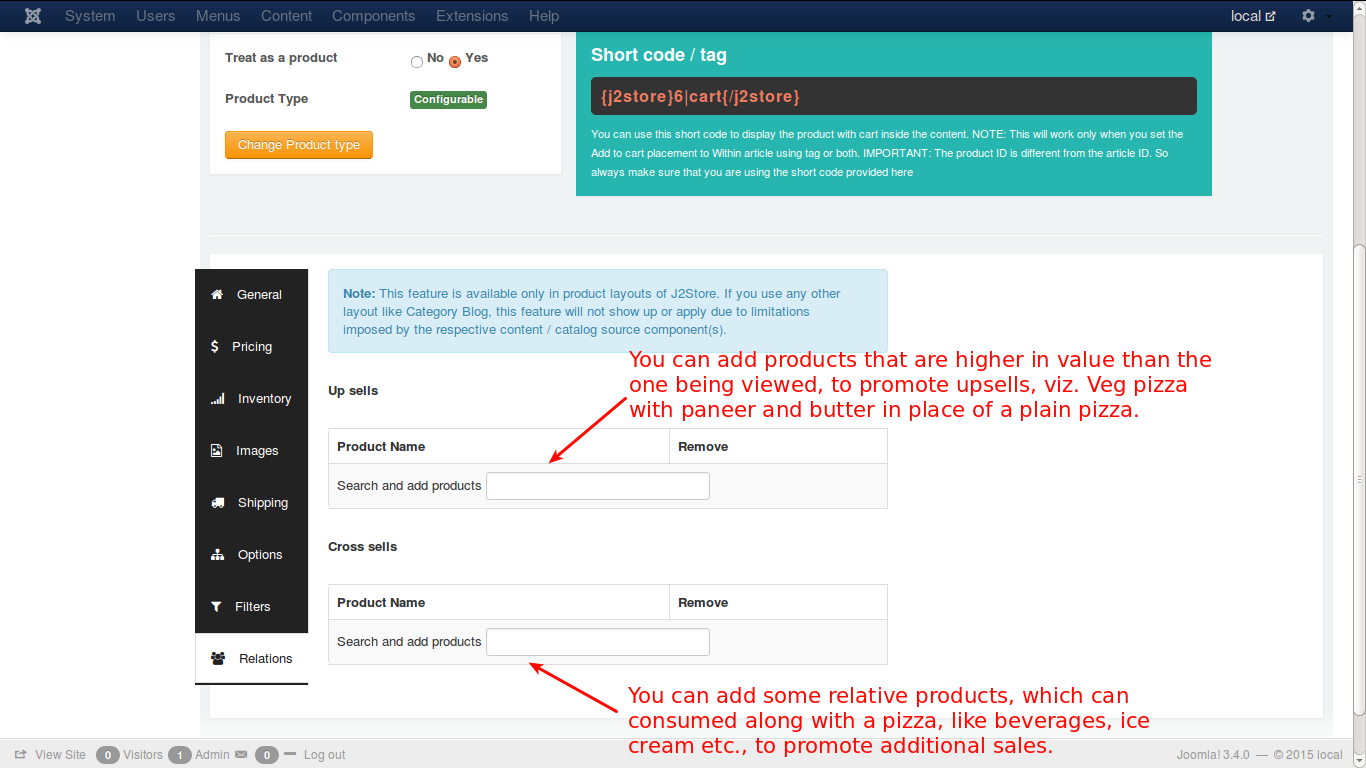 System Users Menus Content Components Extensions Help local
Treat as a product No Yes
Product Type Configurable
Change Product type
Short code / tag
{j2store}6|cart{/j2store}
You can use this short code to display the product with cart inside the content. NOTE: This will work only when you set the
Add to cart placement to Within article using tag or both. IMPORTANT: The product ID is different from the article ID. So
always make sure that you are using the short code provided here
General
Pricing
Inventory
Images
Shipping
Options
Filters
Relations
Note: This feature is available only in product layouts of J2Store. If you use any other
layout like Category Blog, this feature will not show up or apply due to limitations
imposed by the respective content / catalog source component(s).
You can add products that are higher in value than the
one being viewed, to promote upsells, viz. Veg pizza
with paneer and butter in place of a plain pizza.
Up sells
Product Name Remove
Search and add products
Cross sells
Product Name Remove
Search and add products
You can add some relative products, which can
consumed along with a pizza, like beverages, ice
cream etc., to promote additional sales.
View Site 0 Visitors 1 Admin 0 Log out Joomla! 3.4.0 — © 2015 local